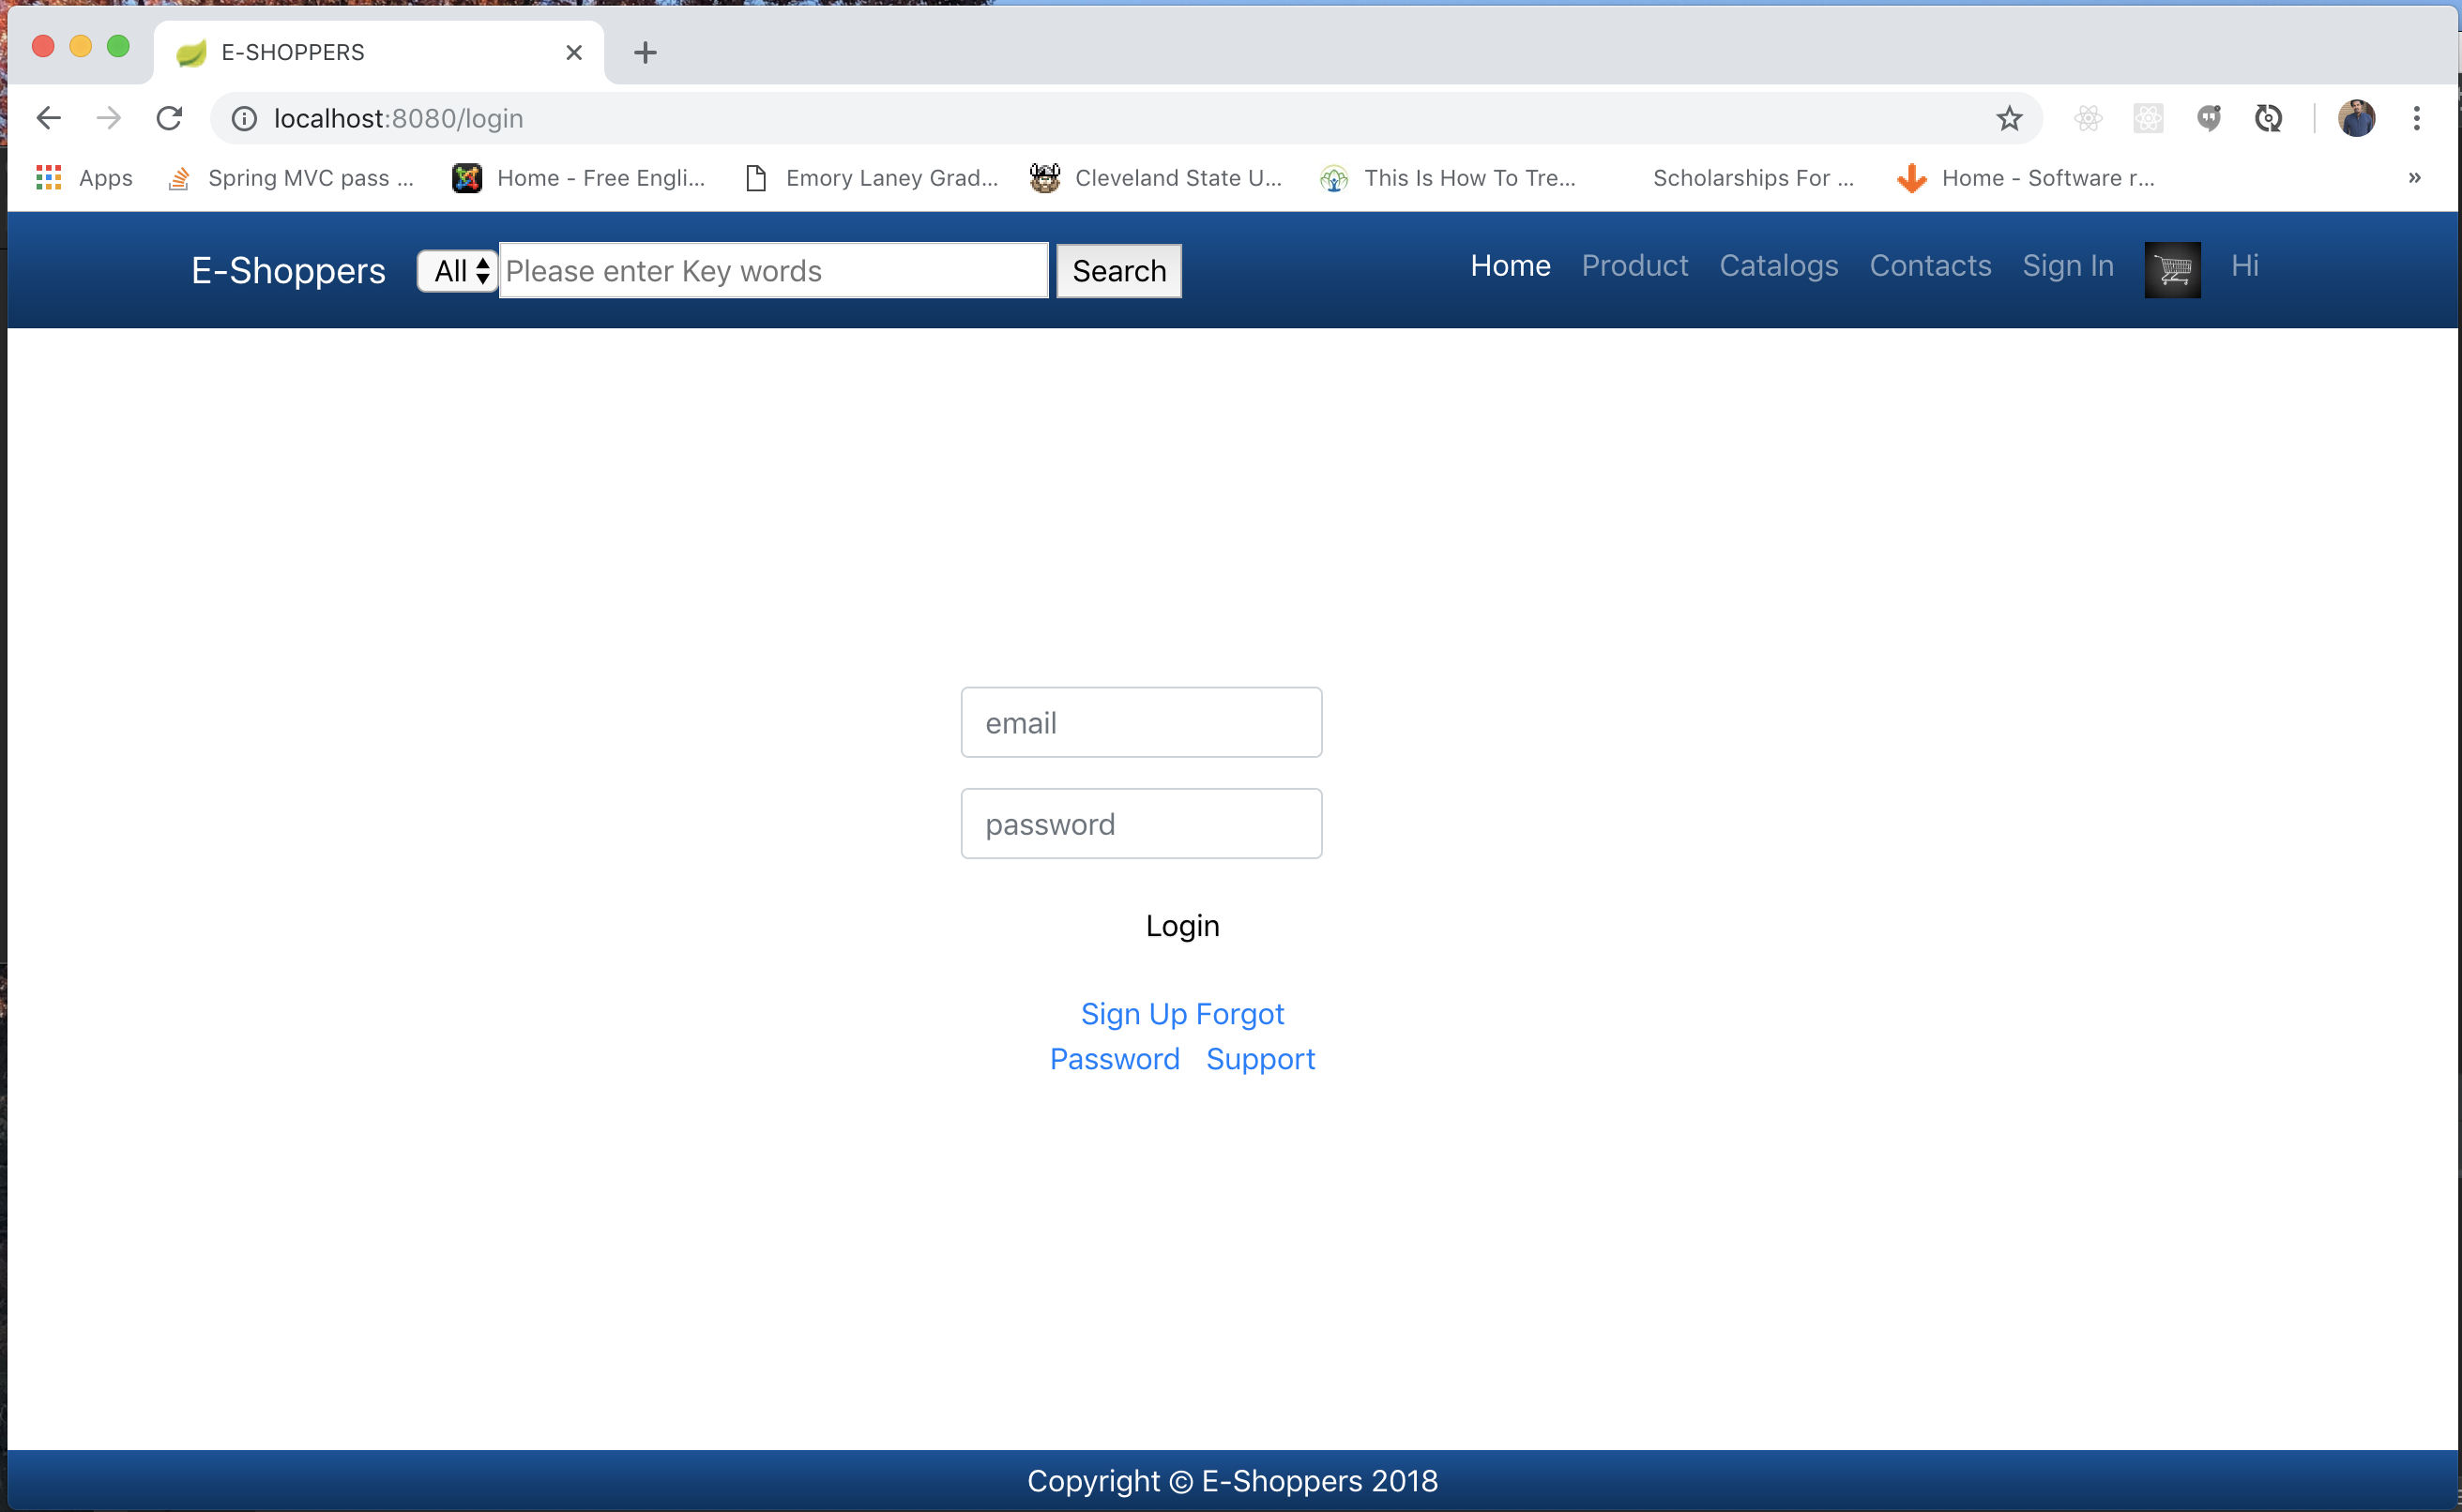 E-SHOPPERS
localhost:8080/login
Apps Spring MVC pass ... Home - Free Engli... Emory Laney Grad... Cleveland State U... This Is How To Tre... Scholarships For ... Home - Software r... »
E-Shoppers All Please enter Key words Search Home Product Catalogs Contacts Sign In Hi
email
password
Login
Sign Up Forgot
Password Support
Copyright © E-Shoppers 2018